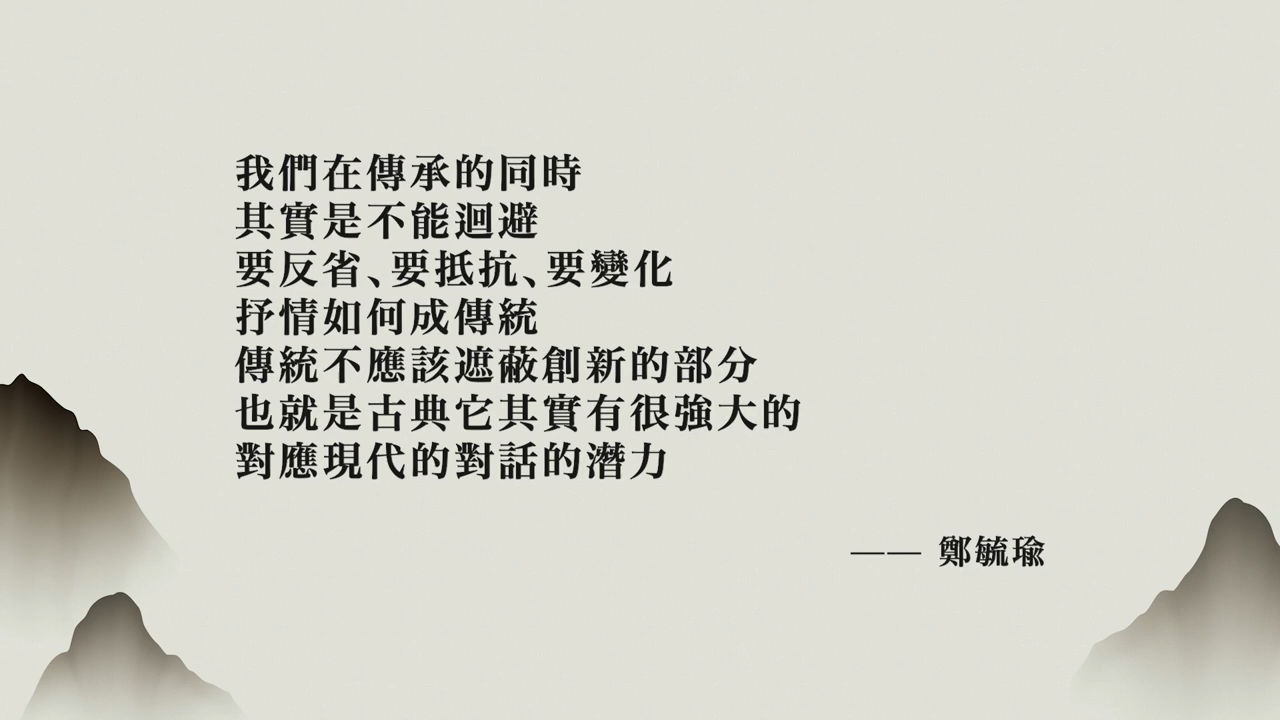 我們在傳承的同時
其實是不能迴避
要反省、要抵抗、要變化
抒情如何成傳統
傳統不應該遮蔽創新的部分
也就是古典它其實有很強大的
對應現代的對話的潛力
—— 鄭毓瑜